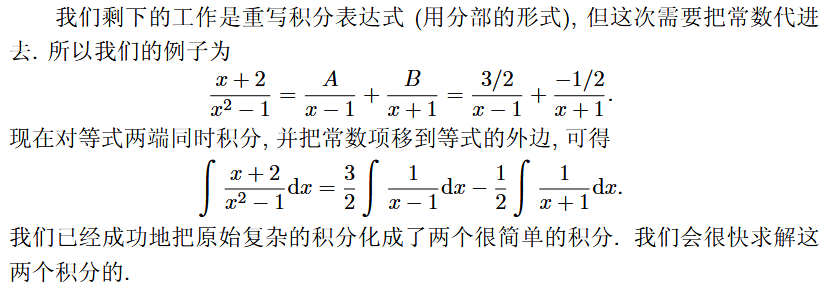 我们剩下的工作是重写积分表达式 (用分部的形式), 但这次需要把常数代进
去. 所以我们的例子为
\frac{x+2}{x^2-1} = \frac{A}{x-1} + \frac{B}{x+1} = \frac{3/2}{x-1} + \frac{-1/2}{x+1}.
现在对等式两端同时积分, 并把常数项移到等式的外边, 可得
\int \frac{x+2}{x^2-1} dx = \frac{3}{2} \int \frac{1}{x-1} dx - \frac{1}{2} \int \frac{1}{x+1} dx.
我们已经成功地把原始复杂的积分化成了两个很简单的积分. 我们会很快求解这
两个积分的.